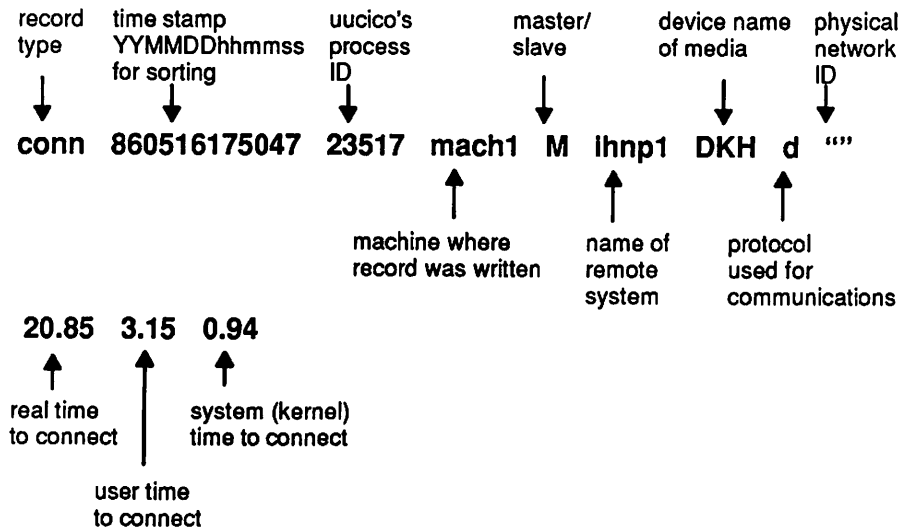 record time stamp uucico's master/ device name physical
type YYMMDDhhmmss process slave of media network
for sorting ID ID
conn 860516175047 23517 mach1 M ihnp1 DKH d “”
machine where name of protocol
record was written remote used for
system communications
20.85 3.15 0.94
real time system (kernel)
to connect time to connect
user time
to connect